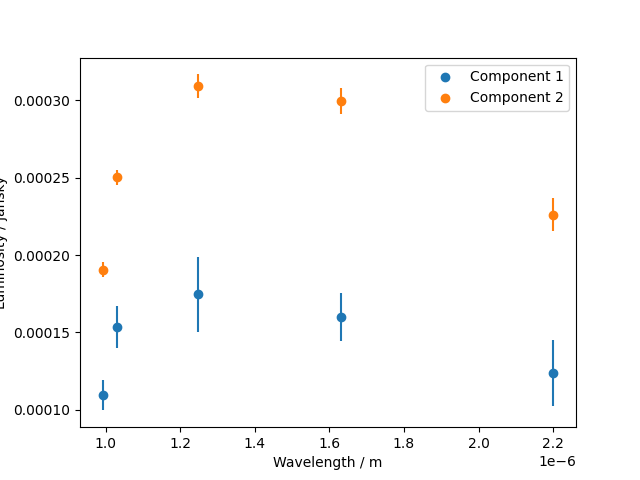 Component 1
Component 2
0.00030
0.00025
0.00020
0.00015
0.00010
Luminosity / Jansky
1.0
1.2
1.4
1.6
1.8
2.0
2.2
1e−6
Wavelength / m